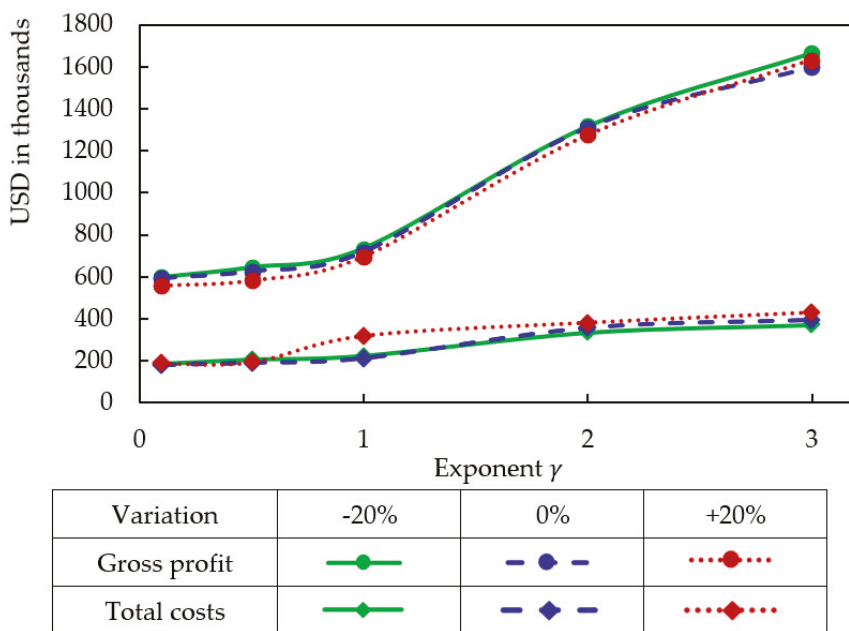 1800
1600
1400
1200
1000
800
600
400
200
0
USD in thousands
0 1 2 3
Exponent γ
Variation -20% 0% +20%
Gross profit
Total costs